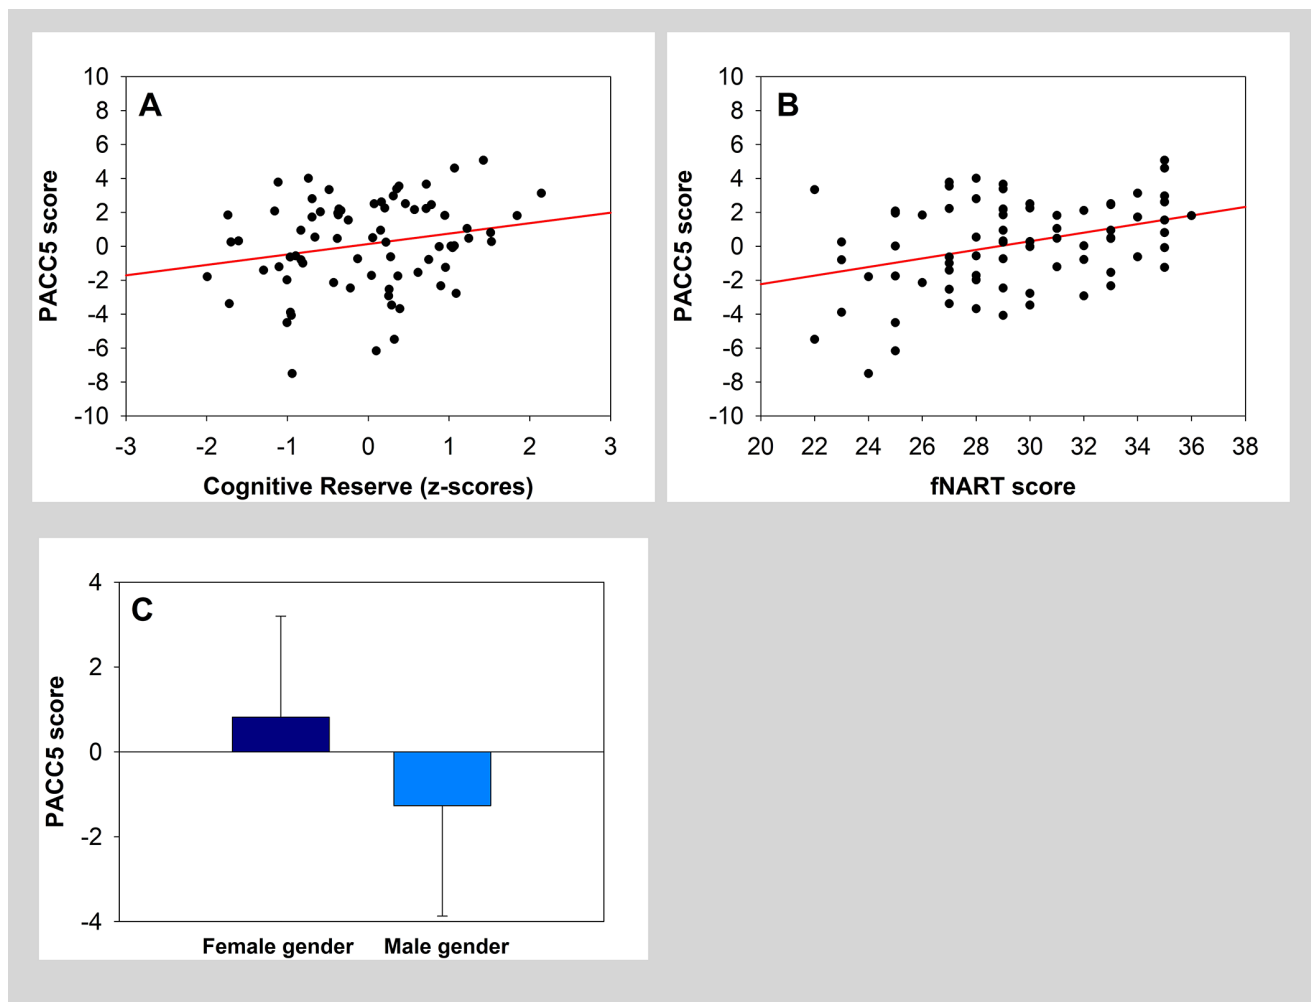 A
10
8
6
4
2
0
-2
-4
-6
-8
-10
PACC5 score
-3 -2 -1 0 1 2 3
Cognitive Reserve (z-scores)
B
10
8
6
4
2
0
-2
-4
-6
-8
-10
PACC5 score
20 22 24 26 28 30 32 34 36 38
fNART score
C
4
2
0
-2
-4
PACC5 score
Female gender Male gender